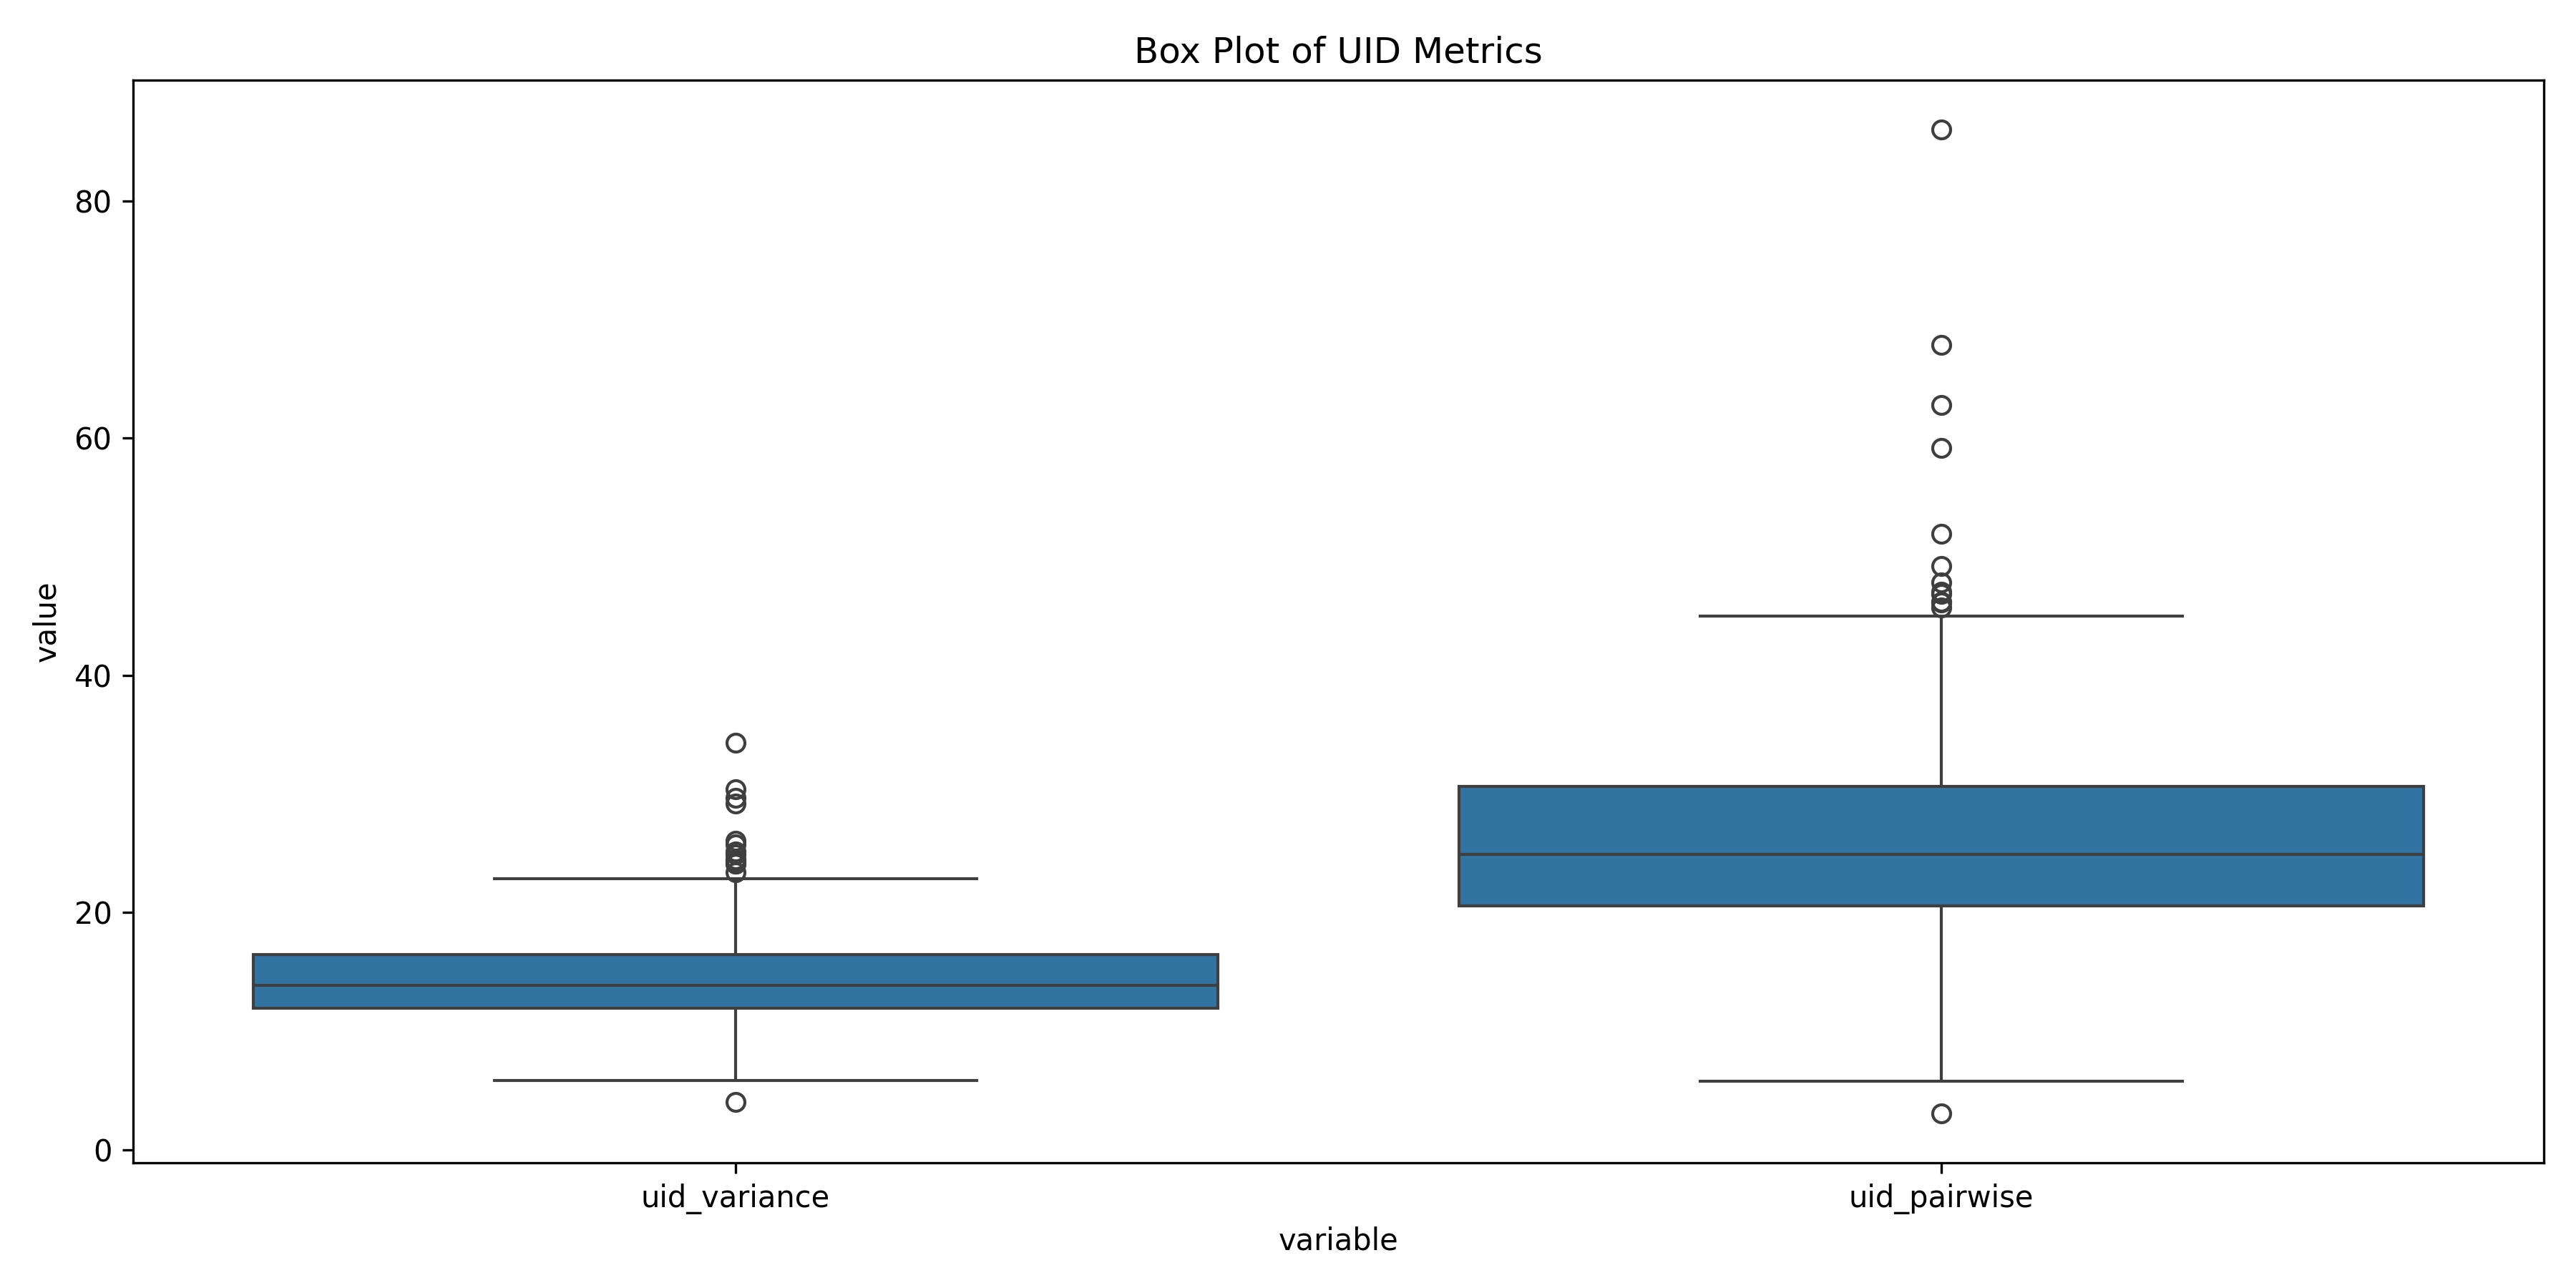 Box Plot of UID Metrics
value
80
60
40
20
0
uid_variance
uid_pairwise
variable